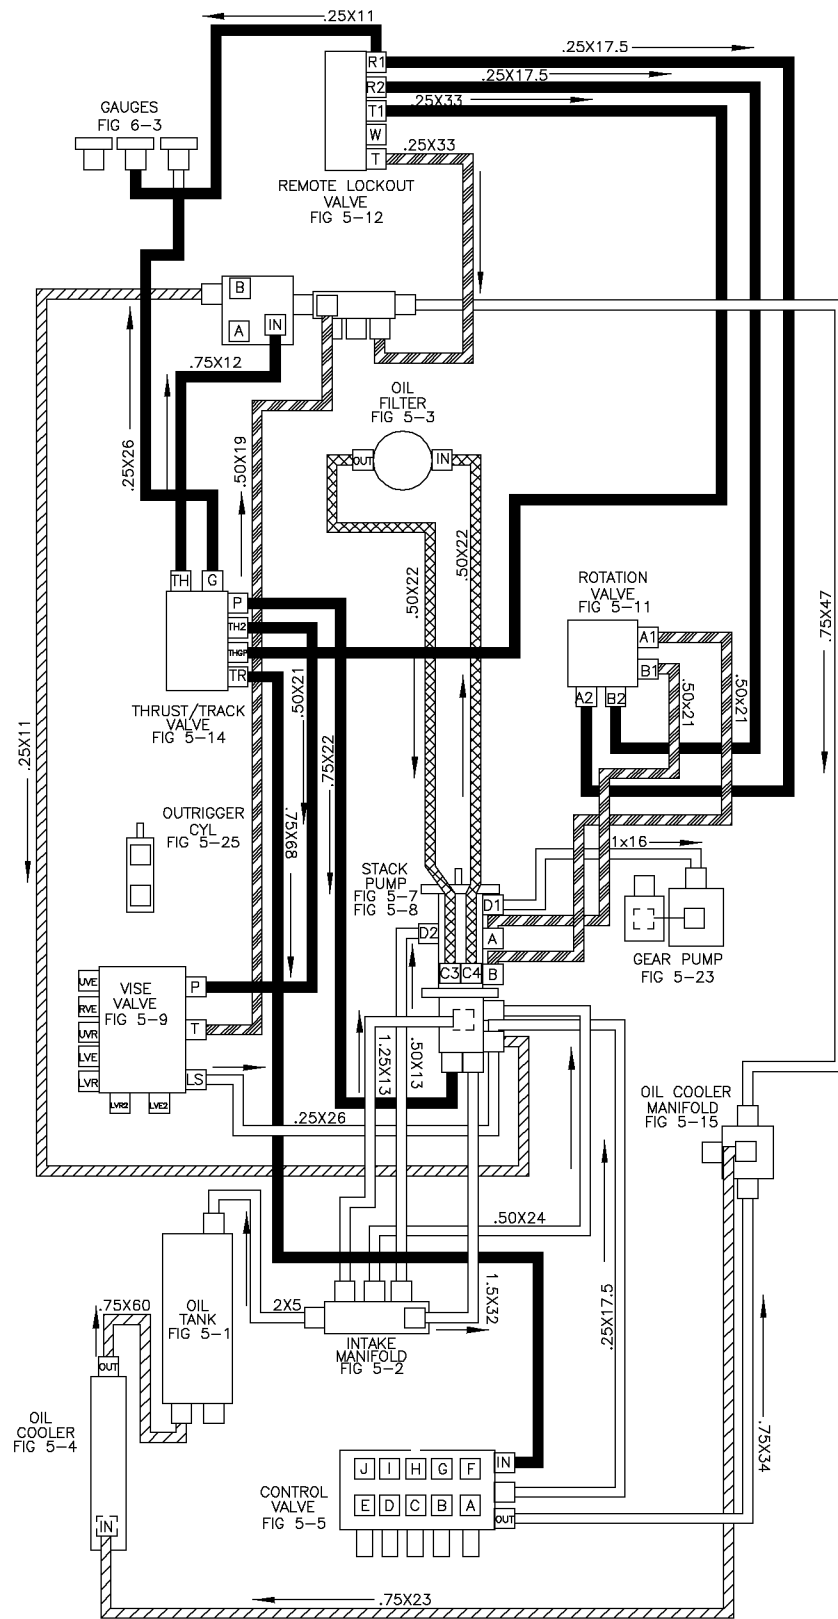 .25X11
R1
.25X17.5
R2
.25X17.5
T1
.25X33
W
T
.25X33
GAUGES
FIG 6-3
REMOTE LOCKOUT
VALVE
FIG 5-12
B
A
IN
.75X12
.25X26
.50X19
OIL
FILTER
FIG 5-3
OUT
IN
.50X22
.50X22
.75X47
TH
G
P
TH2
THGP
TR
THRUST/TRACK
VALVE
FIG 5-14
ROTATION
VALVE
FIG 5-11
A1
B1
A2
B2
.50x21
.50x21
.25X11
.50X21
.75X22
.75X68
OUTRIGGER
CYL
FIG 5-25
STACK
PUMP
FIG 5-7
FIG 5-8
1x16
D1
D2
A
B
C3
C4
GEAR PUMP
FIG 5-23
UVE
RVE
UVR
LVE
LVR
VISE
VALVE
FIG 5-9
P
T
LS
LVR2
LVE2
.25X26
1.25X13
.50X13
OIL COOLER
MANIFOLD
FIG 5-15
.50X24
1.5X32
.25X17.5
OIL
TANK
FIG 5-1
2X5
INTAKE
MANIFOLD
FIG 5-2
.75X60
OUT
OIL
COOLER
FIG 5-4
IN
.75X34
CONTROL
VALVE
FIG 5-5
J
I
H
G
F
E
D
C
B
A
IN
OUT
.75X23